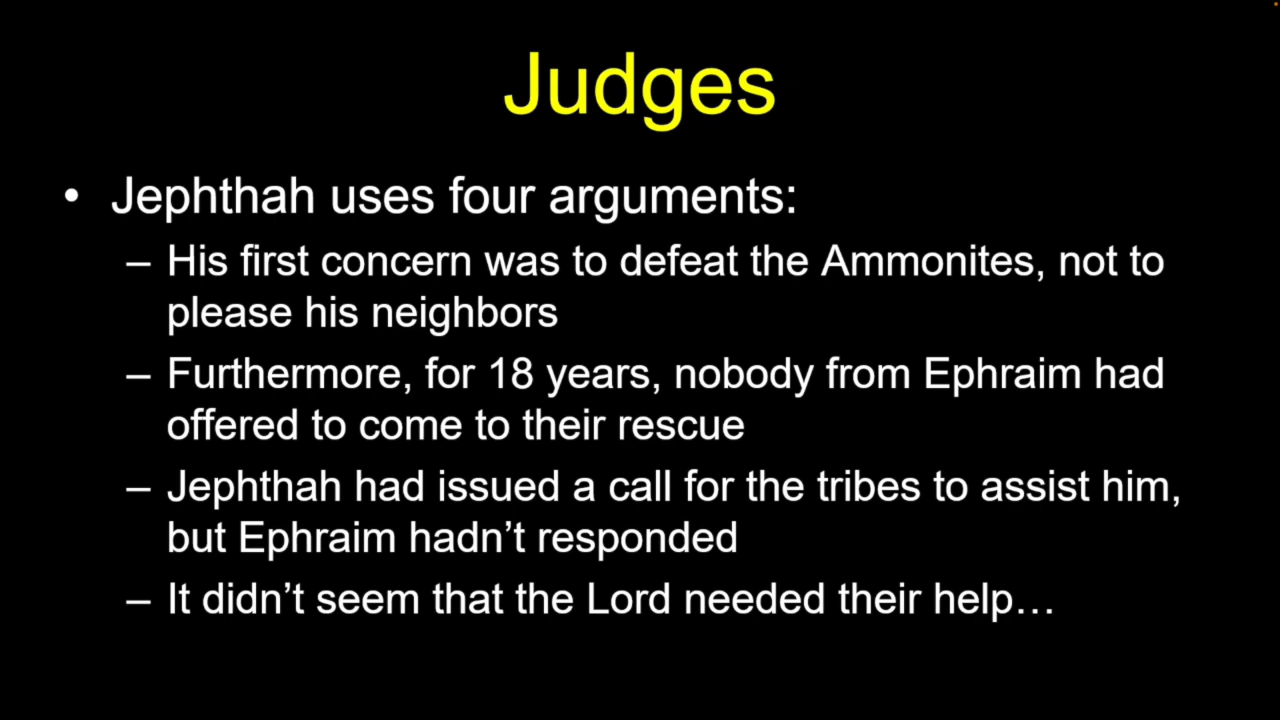 Judges
• Jephthah uses four arguments:
– His first concern was to defeat the Ammonites, not to
please his neighbors
– Furthermore, for 18 years, nobody from Ephraim had
offered to come to their rescue
– Jephthah had issued a call for the tribes to assist him,
but Ephraim hadn’t responded
– It didn’t seem that the Lord needed their help…